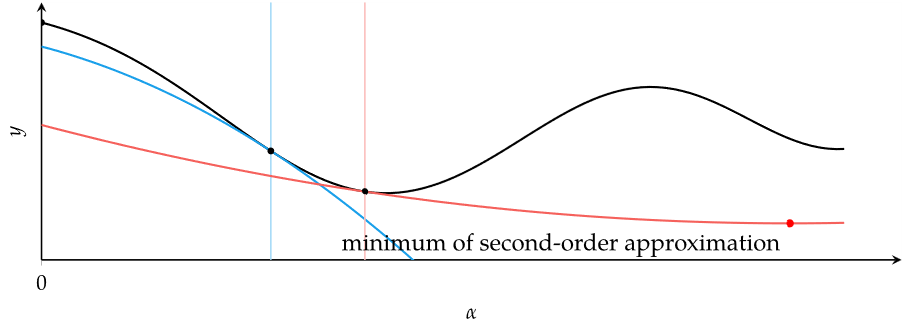 y
minimum of second-order approximation
0
α